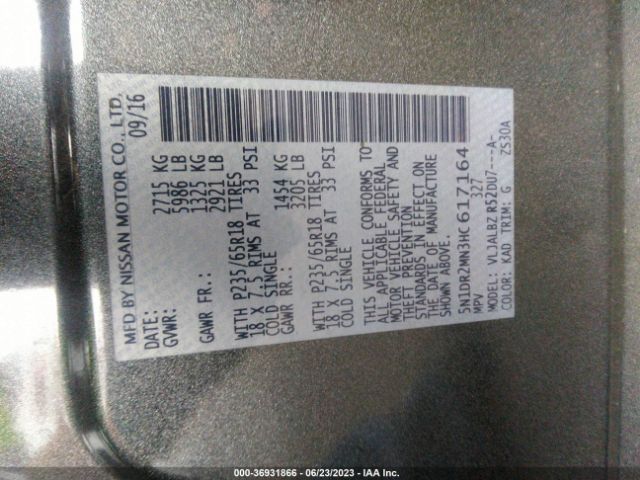 MFD BY NISSAN MOTOR CO., LTD.
DATE: 09/16
GVWR: 2715 KG
5986 LB
GAWR FR.: 1325 KG
2921 LB
WITH P235/65R18 TIRES
18 X 7.5 RIMS AT 33 PSI
COLD SINGLE
GAWR RR.: 1454 KG
3205 LB
WITH P235/65R18 TIRES
18 X 7.5 RIMS AT 33 PSI
COLD SINGLE
THIS VEHICLE CONFORMS TO
ALL APPLICABLE FEDERAL
MOTOR VEHICLE SAFETY AND
THEFT PREVENTION
STANDARDS IN EFFECT ON
THE DATE OF MANUFACTURE
SHOWN ABOVE.
5N1DR2MN3HC617164
MPV 327
MODEL: VLJALBZ R52DU7---A-
COLOR: KAD TRIM: G ZS30A
000-36931866 - 06/23/2023 - IAA Inc.